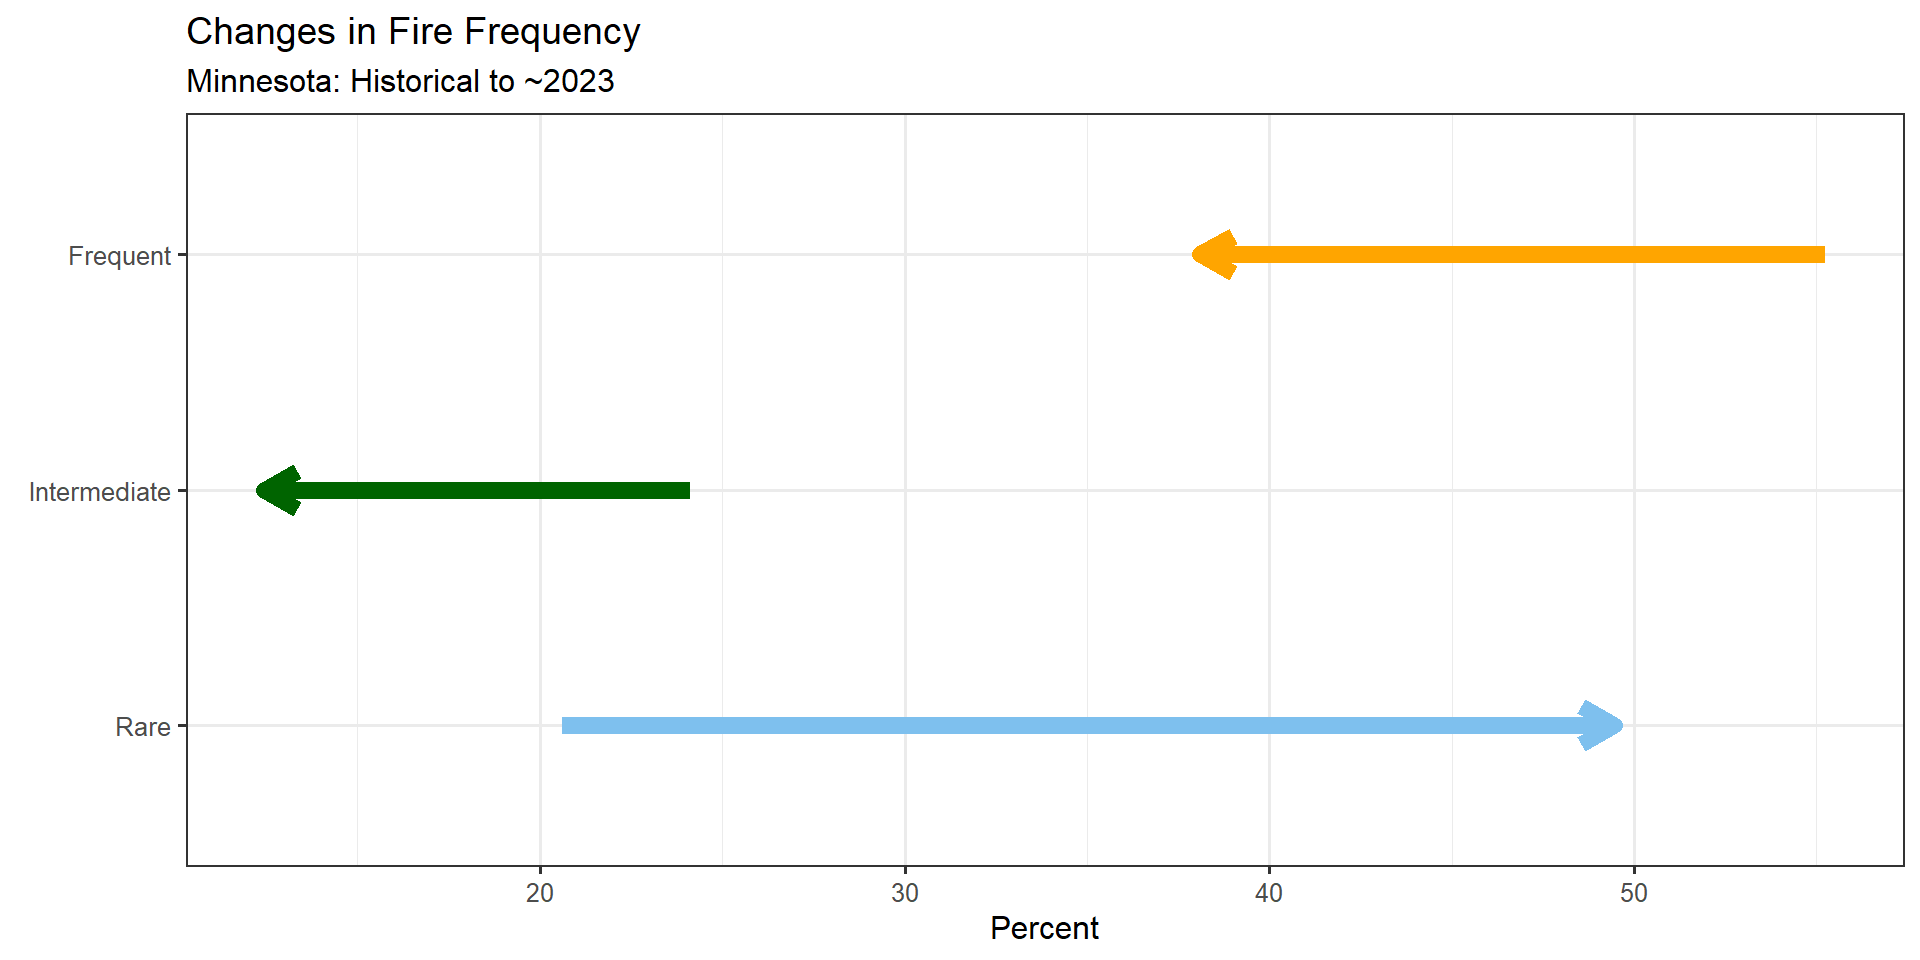 Changes in Fire Frequency
Minnesota: Historical to ~2023
Frequent
Intermediate
Rare
20 30 40 50
Percent